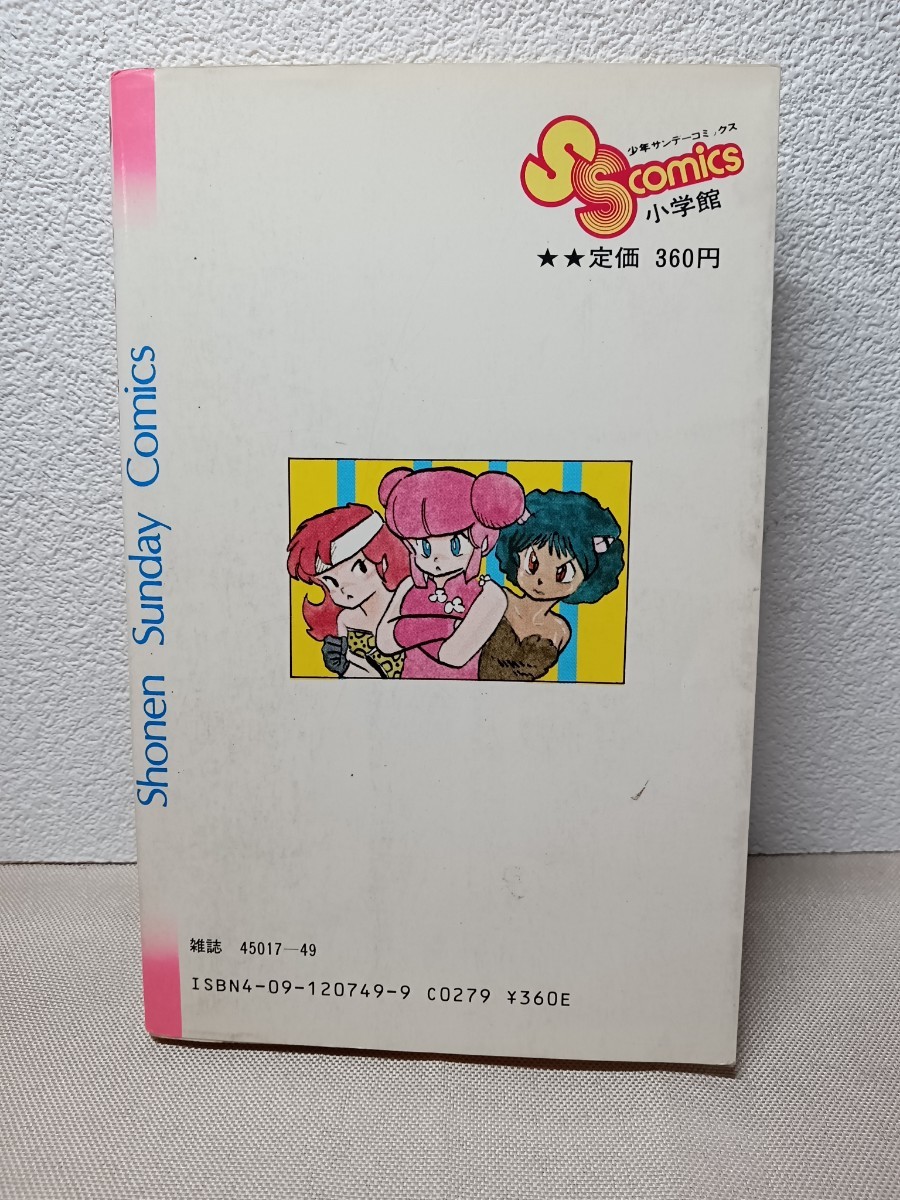 少年サンデーコミックス
SS comics
小学館
★★定価 360円
Shonen Sunday Comics
雑誌 45017—49
ISBN4-09-120749-9 C0279 ¥360E